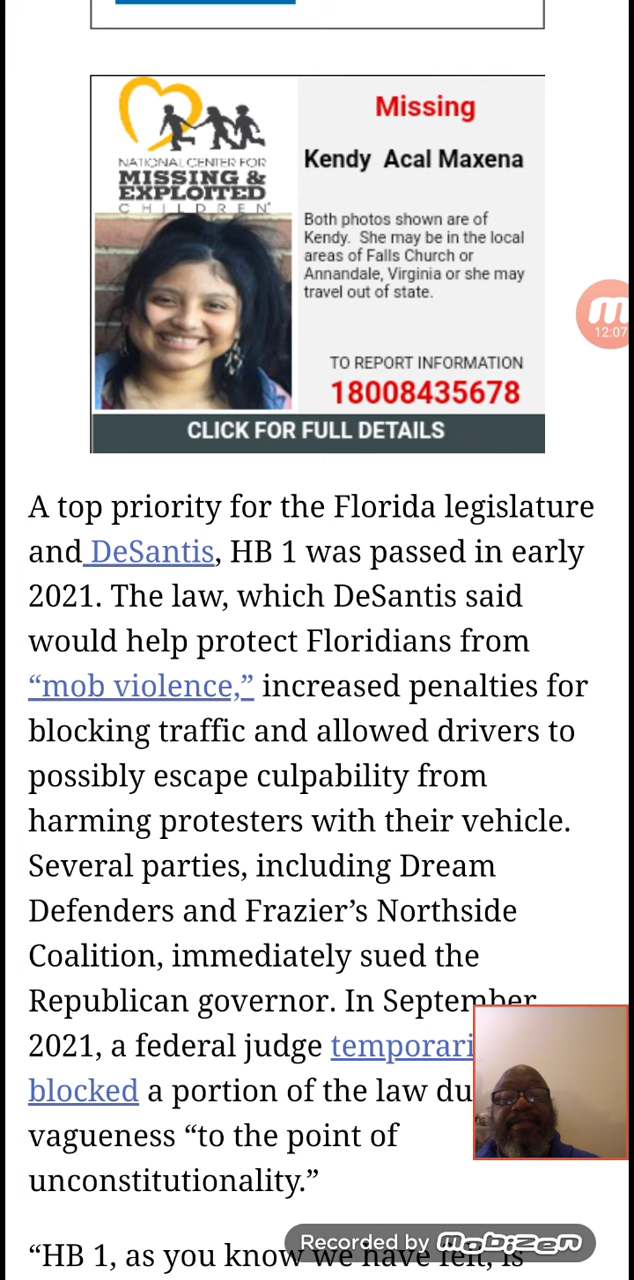 NATIONAL CENTER FOR
MISSING &
EXPLOITED
CHILDREN
Missing
Kendy Acal Maxena
Both photos shown are of
Kendy. She may be in the local
areas of Falls Church or
Annandale, Virginia or she may
travel out of state.
TO REPORT INFORMATION
18008435678
CLICK FOR FULL DETAILS
12:07
A top priority for the Florida legislature
and DeSantis, HB 1 was passed in early
2021. The law, which DeSantis said
would help protect Floridians from
“mob violence,” increased penalties for
blocking traffic and allowed drivers to
possibly escape culpability from
harming protesters with their vehicle.
Several parties, including Dream
Defenders and Frazier’s Northside
Coalition, immediately sued the
Republican governor. In September
2021, a federal judge temporari
blocked a portion of the law du
vagueness “to the point of
unconstitutionality.”
“HB 1, as you know we have felt, is
Recorded by Mobizen